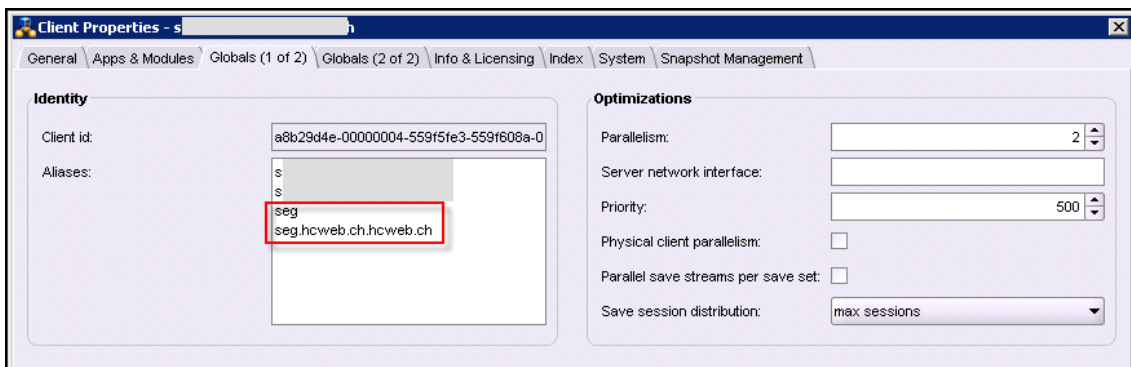 Client Properties - s h
General Apps & Modules Globals (1 of 2) Globals (2 of 2) Info & Licensing Index System Snapshot Management
Identity
Client id: a8b29d4e-00000004-559f5fe3-559f608a-0
Aliases:
s
s
seg
seg.hcweb.ch.hcweb.ch
Optimizations
Parallelism: 2
Server network interface:
Priority: 500
Physical client parallelism:
Parallel save streams per save set:
Save session distribution: max sessions